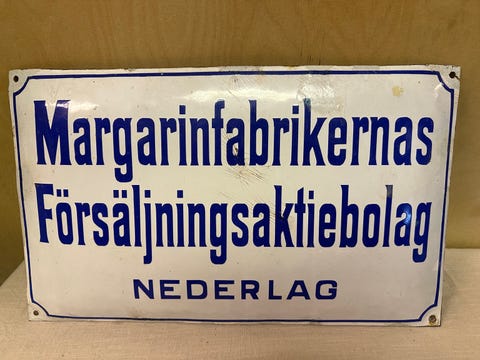 Margarinfabrikernas
Försäljningsaktiebolag
NEDERLAG